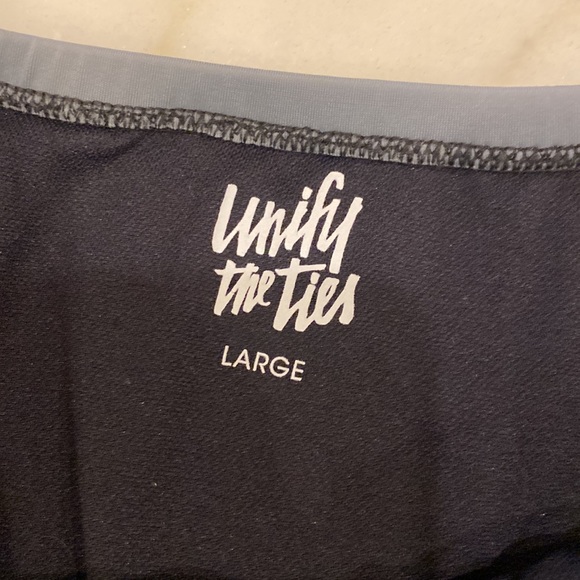 unify
the ties
LARGE